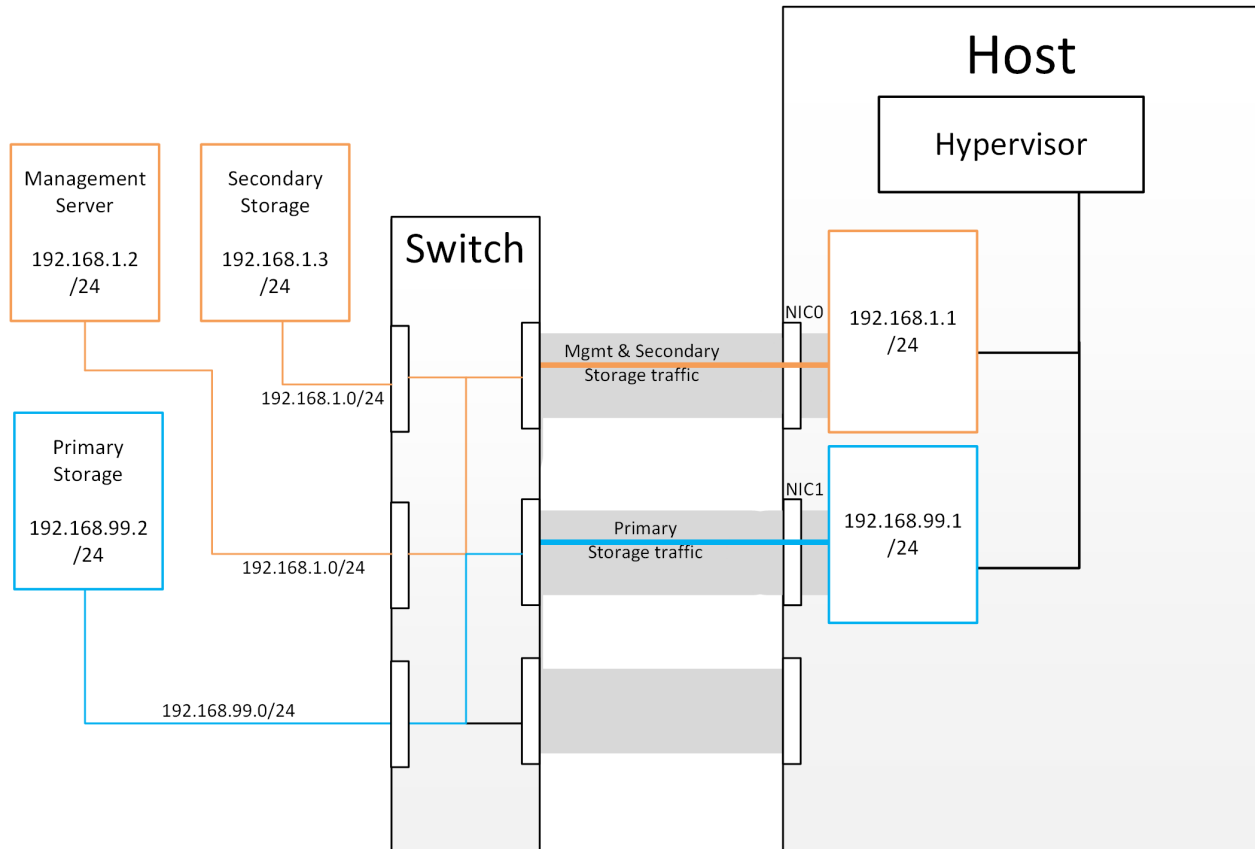 Host
Hypervisor
Management
Server
192.168.1.2
/24
Secondary
Storage
192.168.1.3
/24
Switch
NIC0
192.168.1.1
/24
Mgmt & Secondary
Storage traffic
192.168.1.0/24
Primary
Storage
192.168.99.2
/24
NIC1
192.168.99.1
/24
Primary
Storage traffic
192.168.1.0/24
192.168.99.0/24